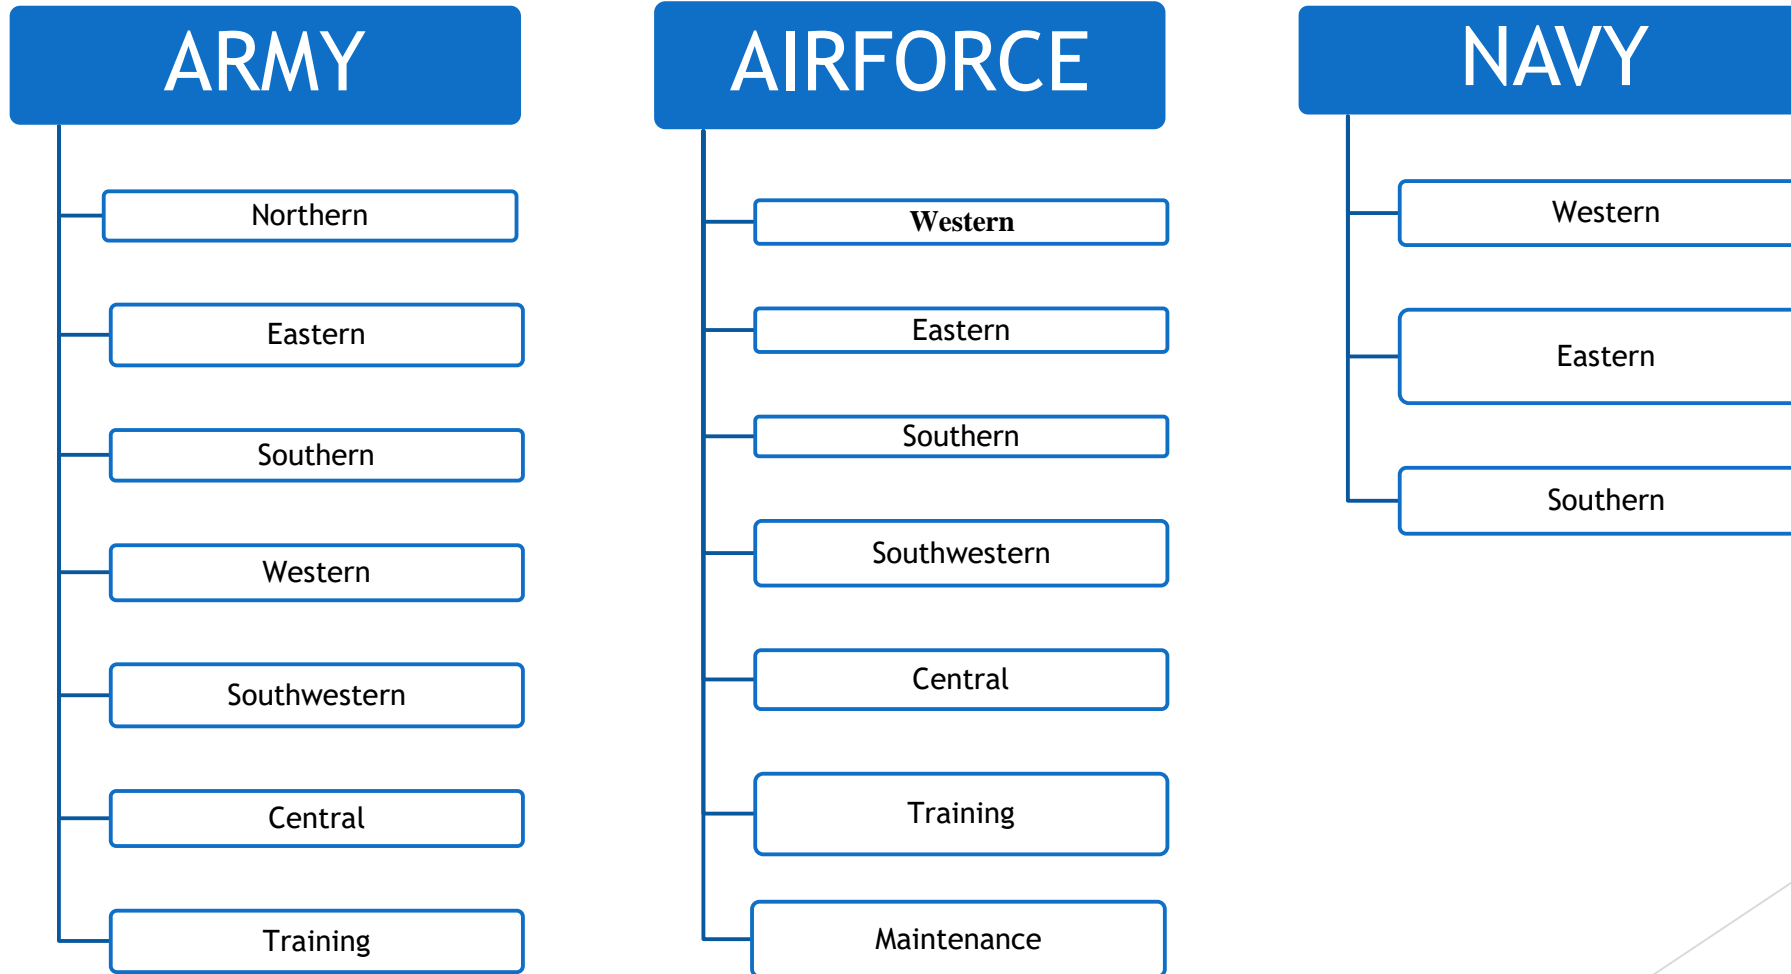 ARMY
Northern
Eastern
Southern
Western
Southwestern
Central
Training
AIRFORCE
Western
Eastern
Southern
Southwestern
Central
Training
Maintenance
NAVY
Western
Eastern
Southern